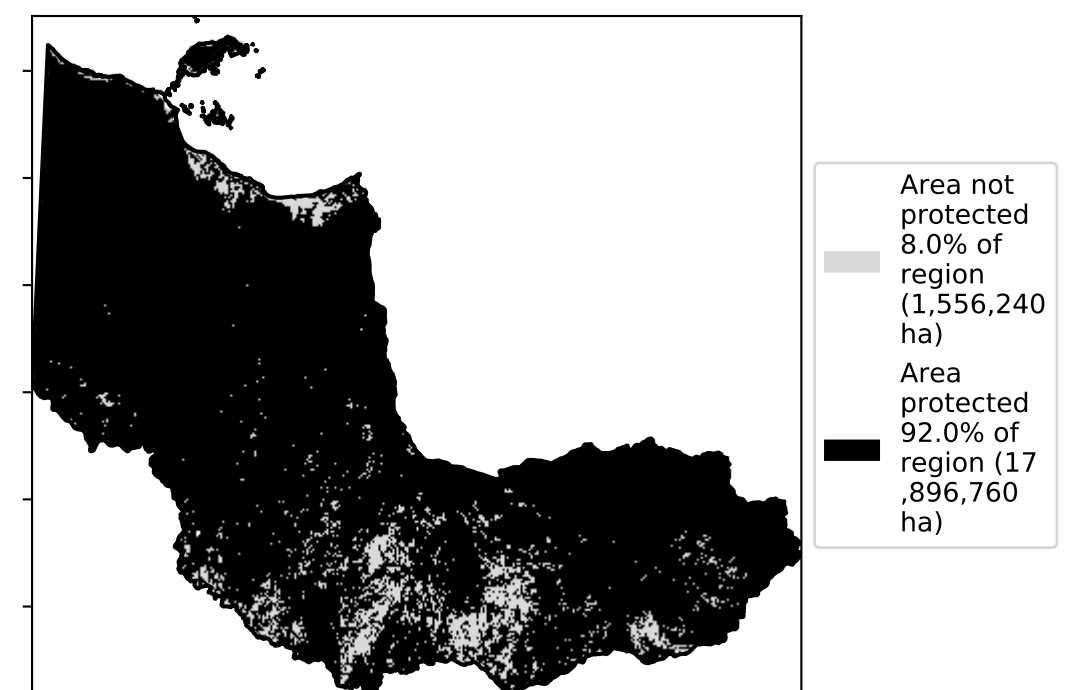 Area not
protected
8.0% of
region
(1,556,240
ha)
Area
protected
92.0% of
region (17
,896,760
ha)